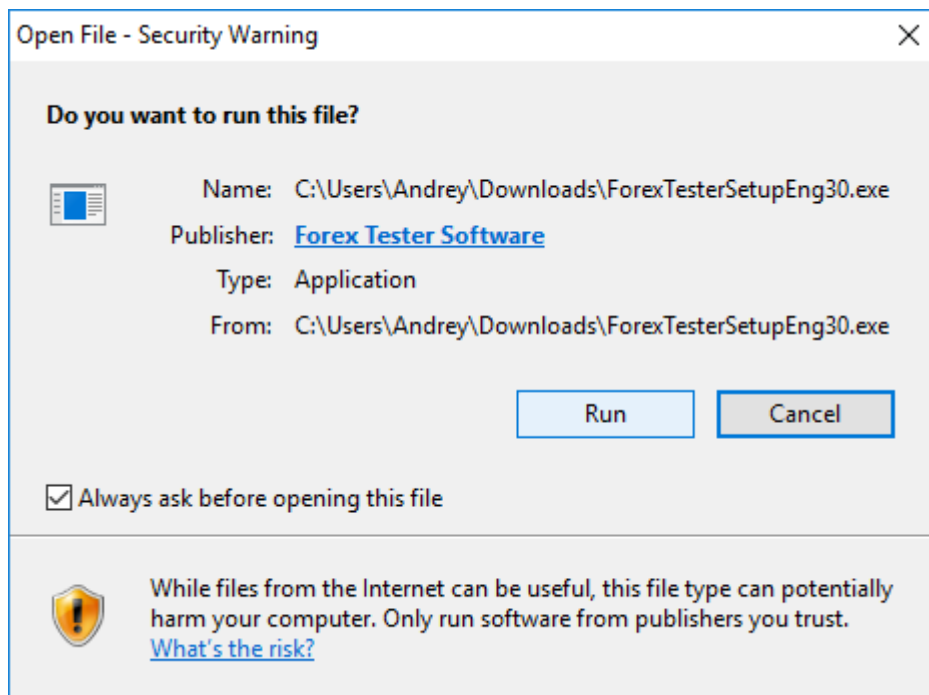 Open File - Security Warning
Do you want to run this file?
Name: C:\Users\Andrey\Downloads\ForexTesterSetupEng30.exe
Publisher: Forex Tester Software
Type: Application
From: C:\Users\Andrey\Downloads\ForexTesterSetupEng30.exe
Run Cancel
Always ask before opening this file
While files from the Internet can be useful, this file type can potentially
harm your computer. Only run software from publishers you trust.
What's the risk?